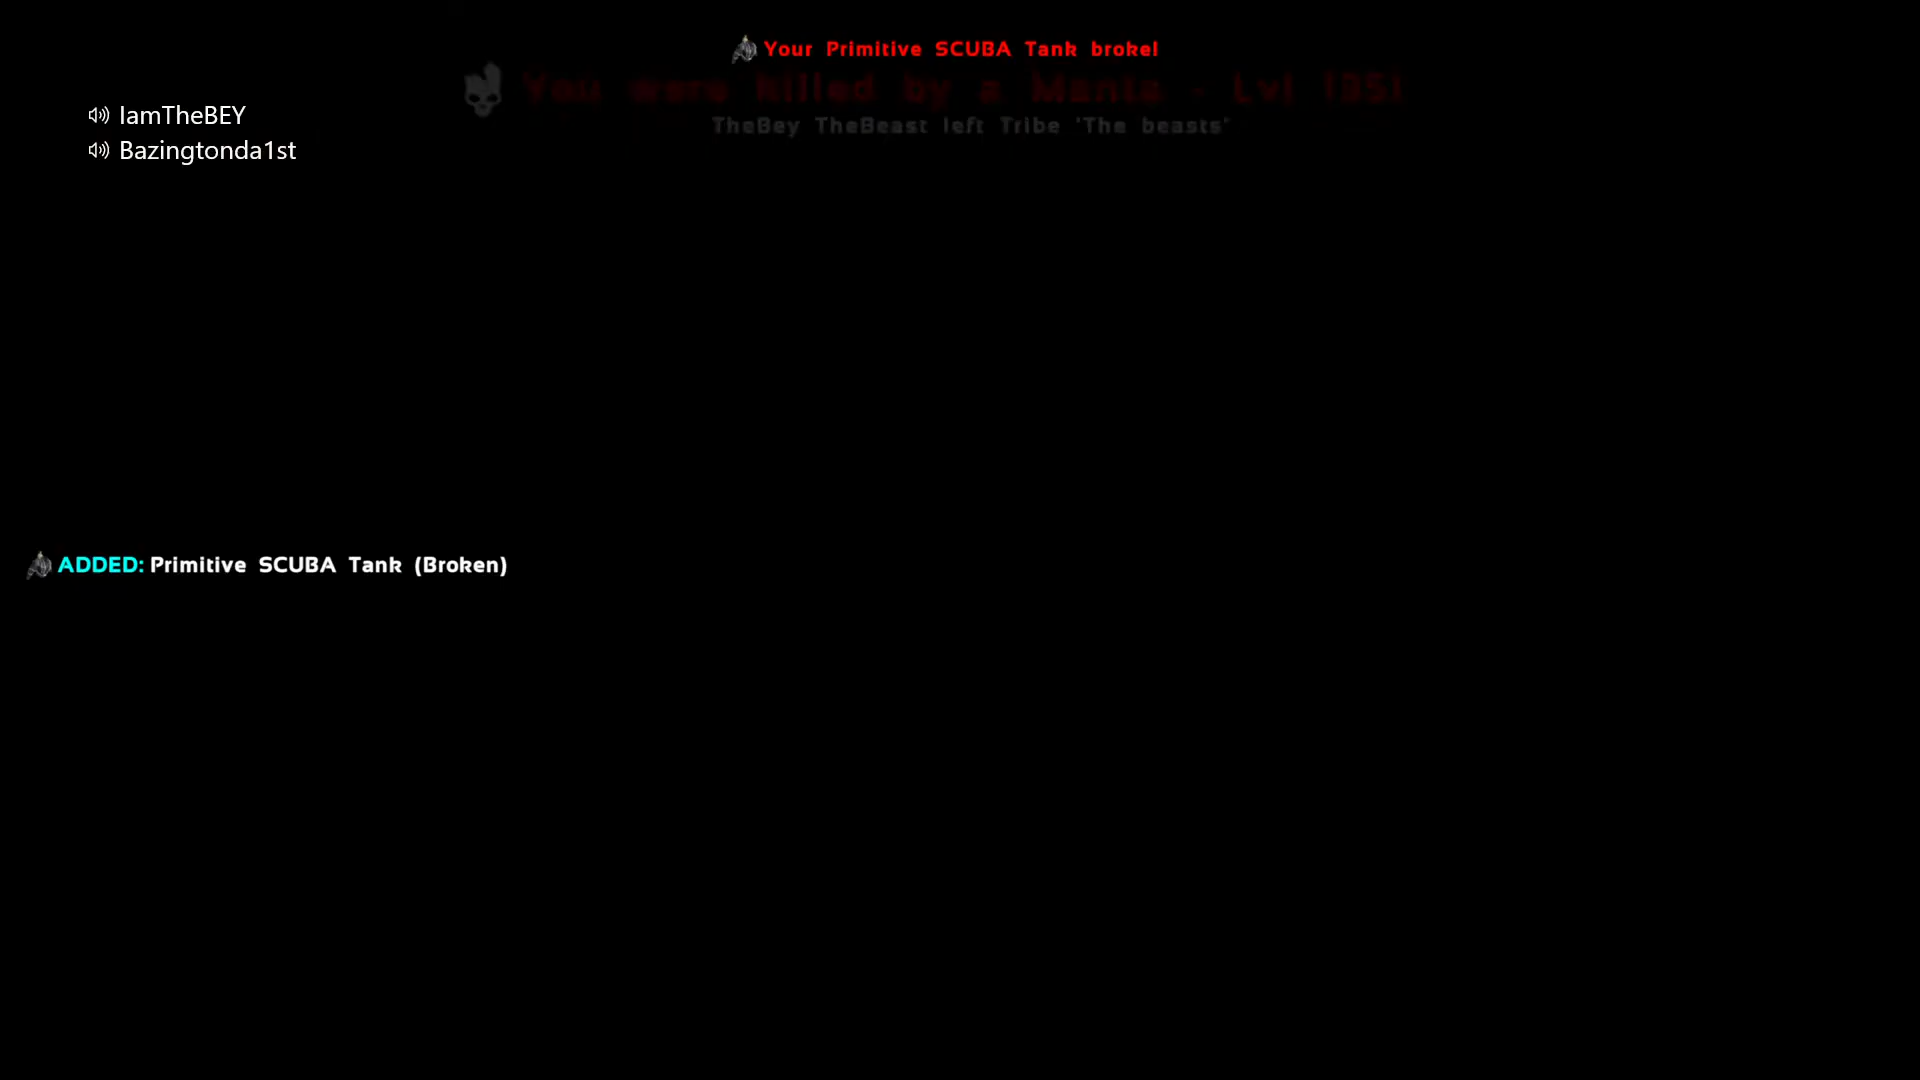 Your Primitive SCUBA Tank broke!
You were killed by a Manta - Lvl 135!
TheBey TheBeast left Tribe 'The beasts'
IamTheBEY
Bazingtonda1st
ADDED: Primitive SCUBA Tank (Broken)